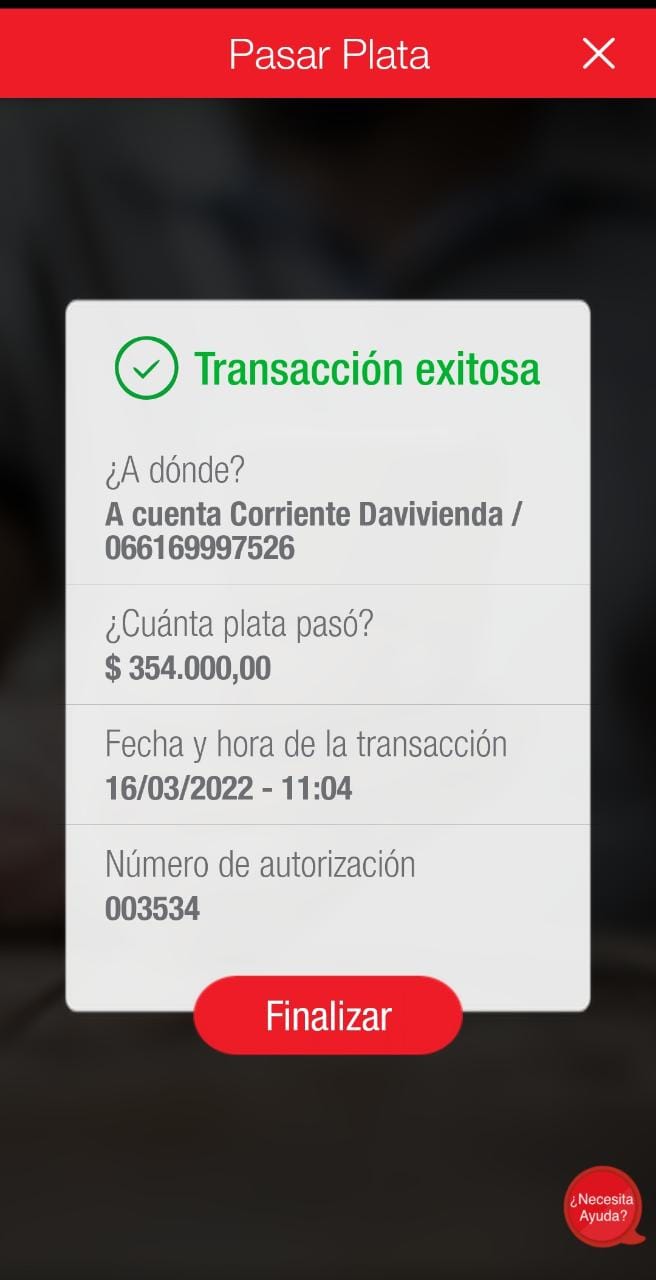 Pasar Plata
Transacción exitosa
¿A dónde?
A cuenta Corriente Davivienda /
066169997526
¿Cuánta plata pasó?
$ 354.000,00
Fecha y hora de la transacción
16/03/2022 - 11:04
Número de autorización
003534
Finalizar
¿Necesita
Ayuda?